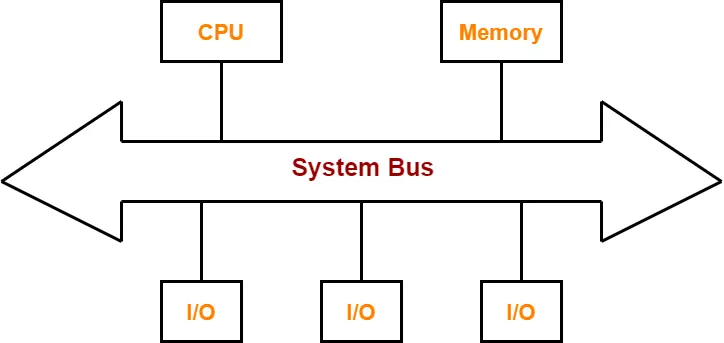 CPU
Memory
System Bus
I/O
I/O
I/O